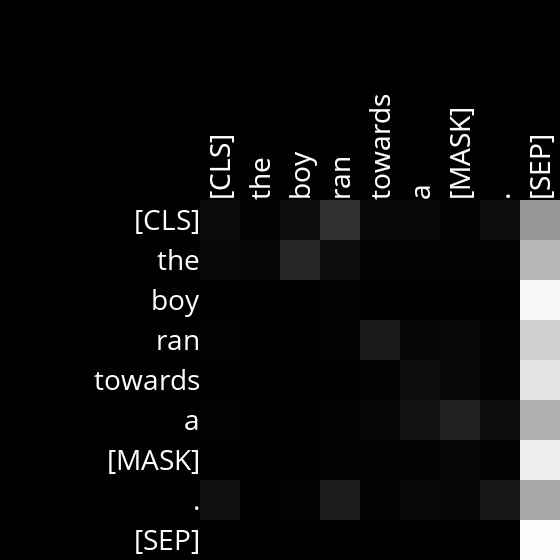 [CLS] the boy ran towards a [MASK] . [SEP]
[CLS]
the
boy
ran
towards
a
[MASK]
.
[SEP]